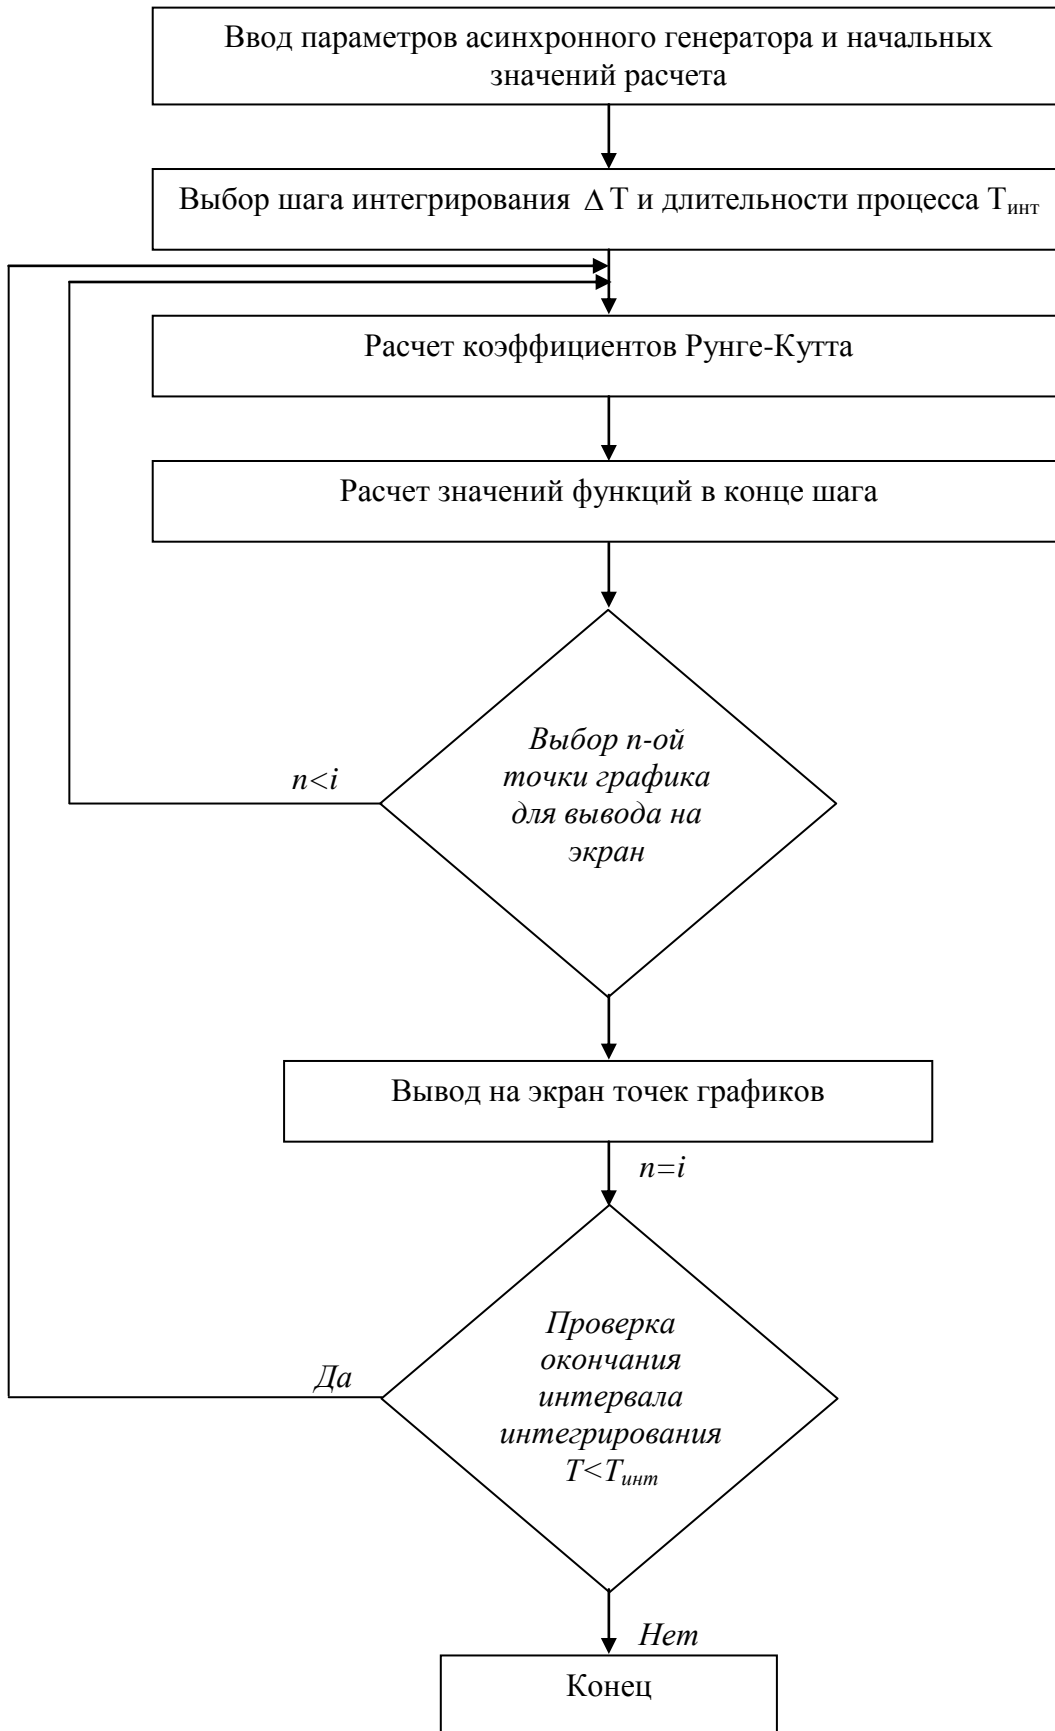 Ввод параметров асинхронного генератора и начальных
значений расчета
Выбор шага интегрирования Δ T и длительности процесса Tинт
Расчет коэффициентов Рунге-Кутта
Расчет значений функций в конце шага
Выбор n-ой
точки графика
для вывода на
экран
n<i
Вывод на экран точек графиков
n=i
Проверка
окончания
интервала
интегрирования
T<Tинт
Да
Нет
Конец